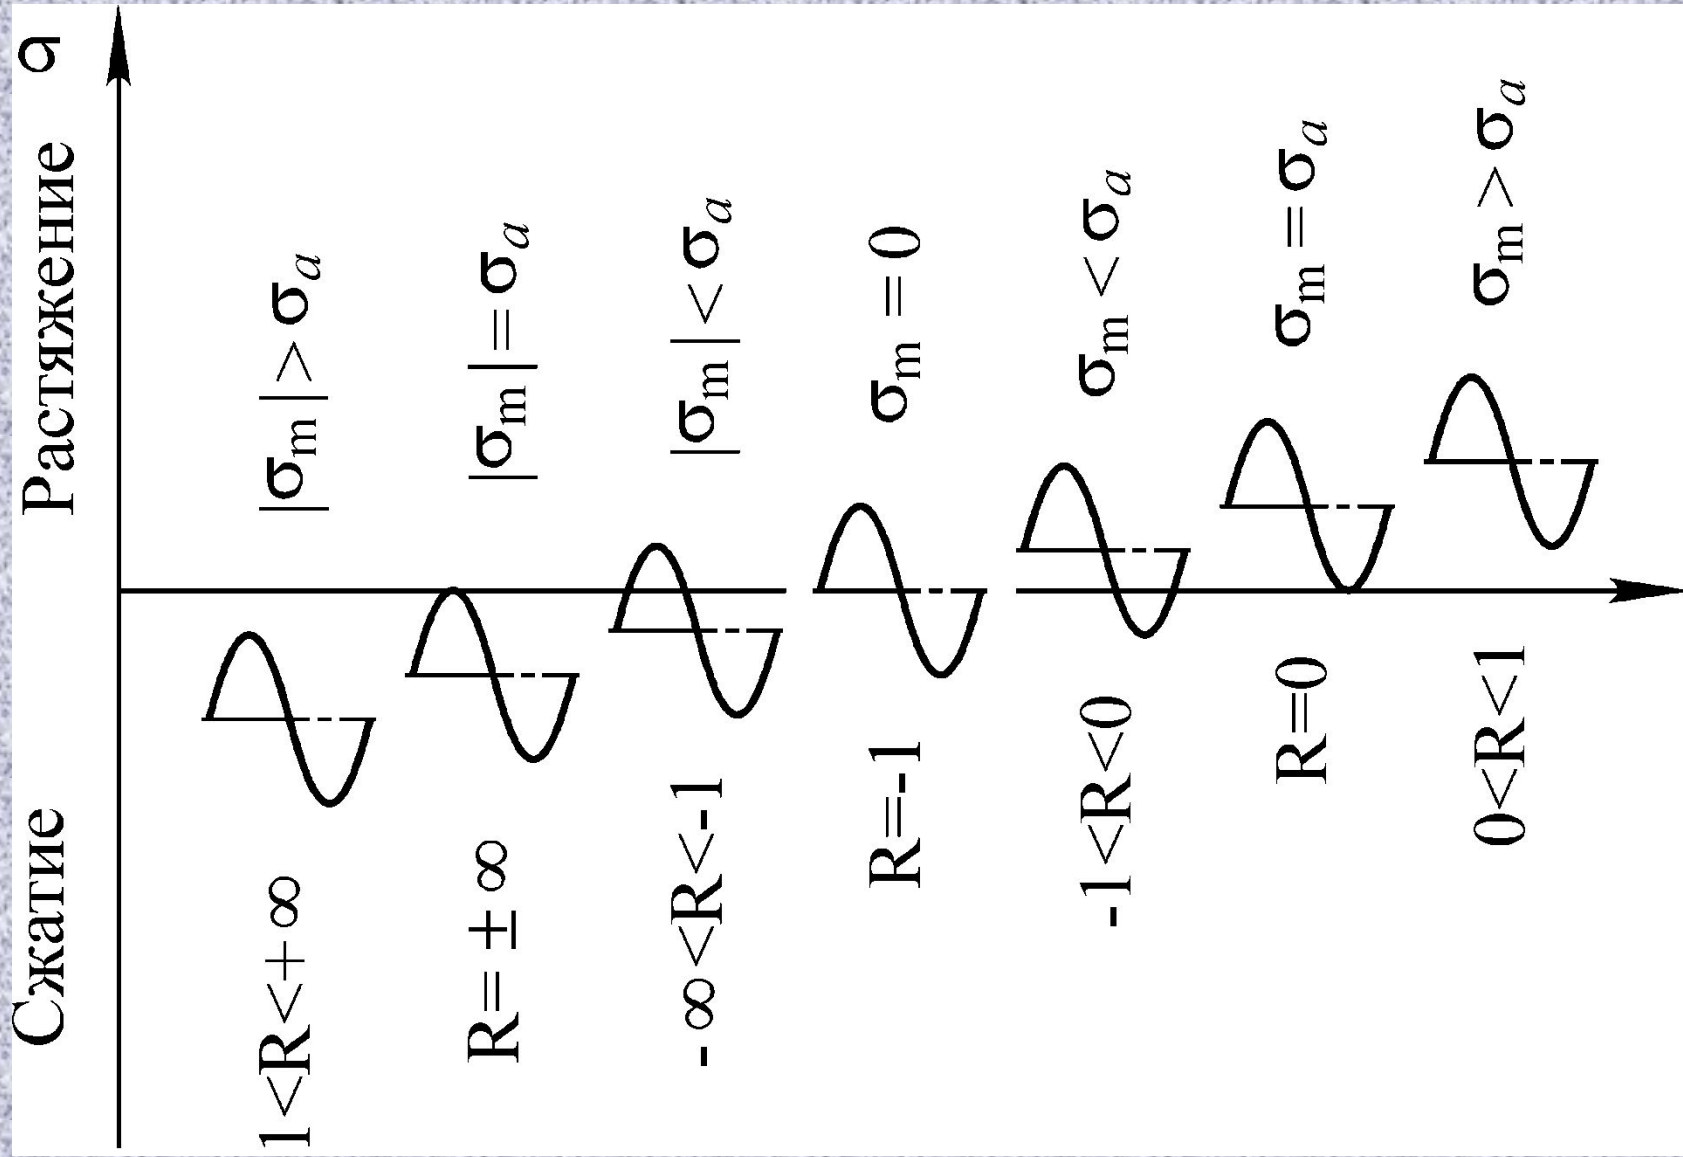 σ
Растяжение
Сжатие
|σm|>σa
|σm|=σa
|σm|<σa
σm = 0
σm<σa
σm=σa
σm>σa
1<R<+∞
R=±∞
-∞<R<-1
R=-1
-1<R<0
R=0
0<R<1